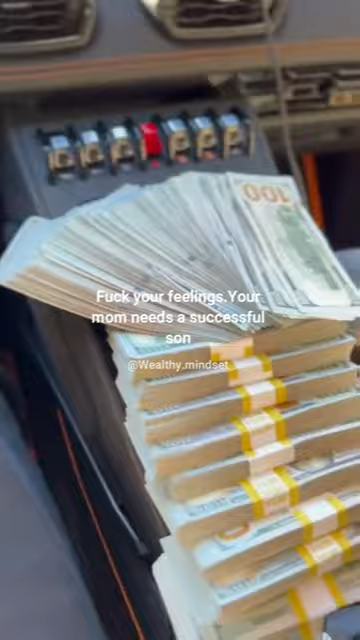 100
Fuck your feelings.Your
mom needs a successful
son
@Wealthy.mindset